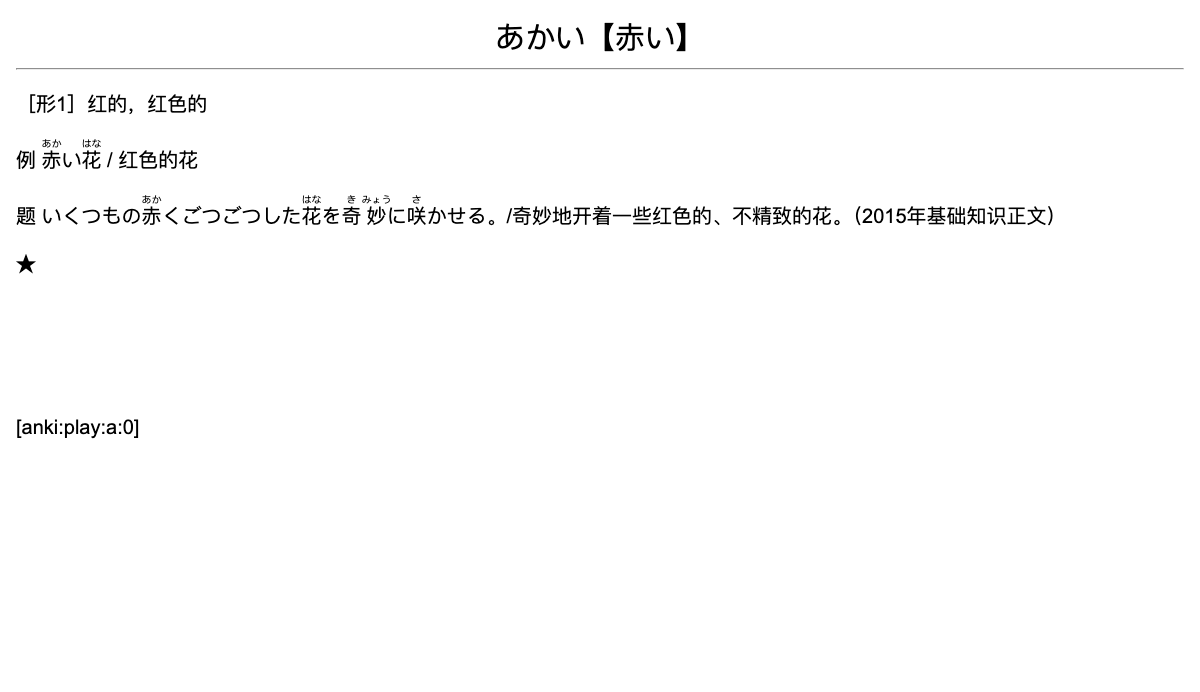 あかい【赤い】
［形1］红的，红色的
例 赤い花 / 红色的花
题 いくつもの赤くごつごつした花を奇妙に咲かせる。/奇妙地开着一些红色的、不精致的花。（2015年基础知识正文）
★
[anki:play:a:0]